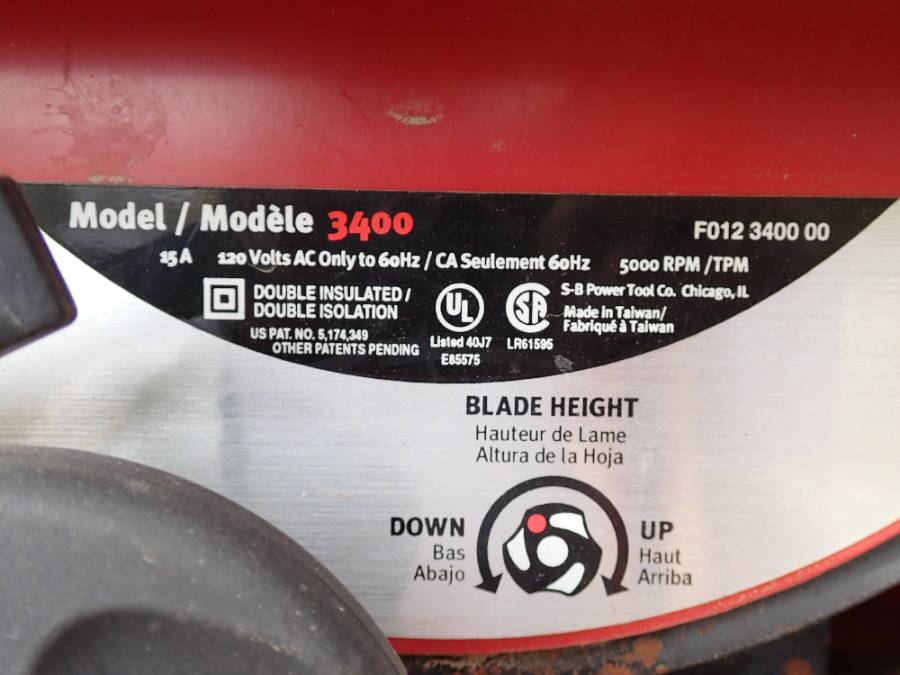 Model / Modèle 3400
F012 3400 00
15 A 120 Volts AC Only to 60Hz / CA Seulement 60Hz 5000 RPM /TPM
DOUBLE INSULATED /
DOUBLE ISOLATION
US PAT. NO. 5,174,349
OTHER PATENTS PENDING
UL
Listed 40J7
E85575
SA
LR61595
S-B Power Tool Co. Chicago, IL
Made in Taiwan/
Fabriqué à Taiwan
BLADE HEIGHT
Hauteur de Lame
Altura de la Hoja
DOWN
Bas
Abajo
UP
Haut
Arriba